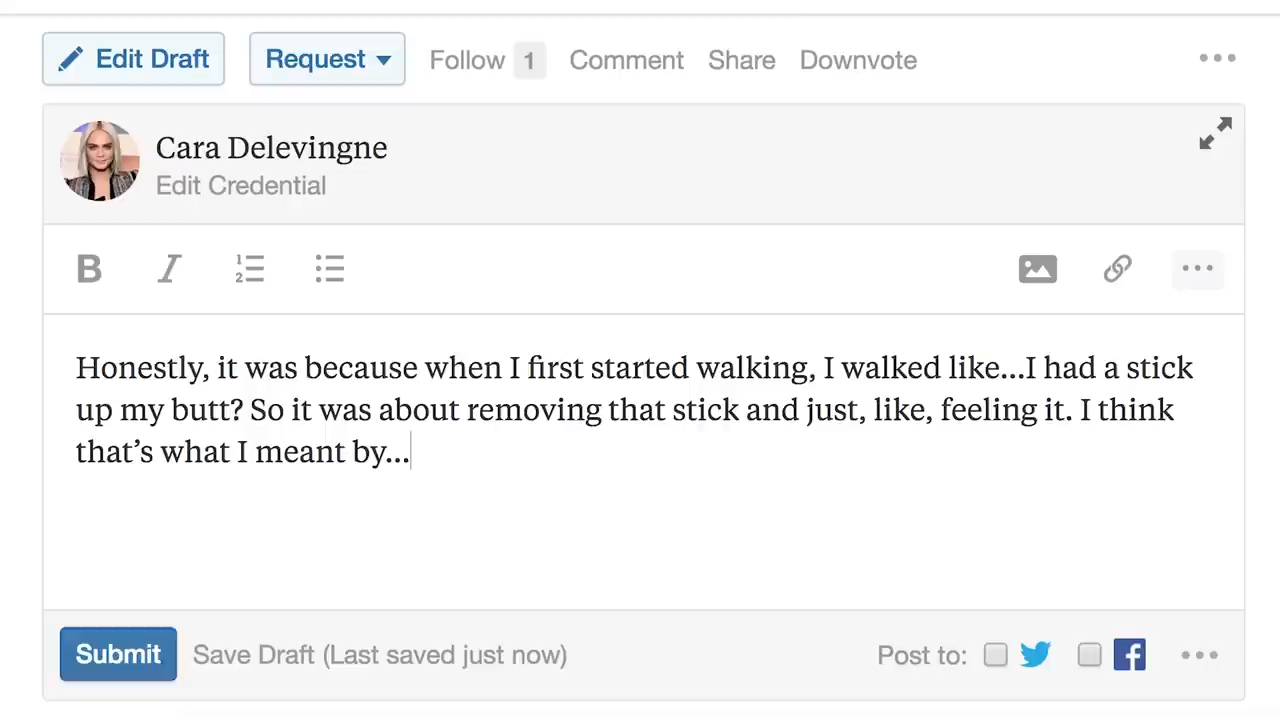 Edit Draft Request Follow 1 Comment Share Downvote
Cara Delevingne
Edit Credential
B I
Honestly, it was because when I first started walking, I walked like...I had a stick
up my butt? So it was about removing that stick and just, like, feeling it. I think
that’s what I meant by...
Submit Save Draft (Last saved just now) Post to: